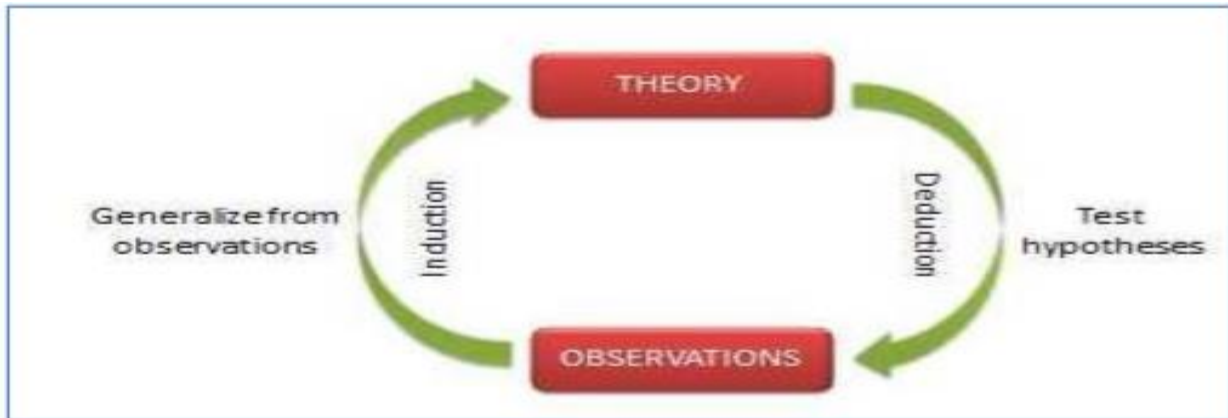 THEORY
Generalize from
observations
Induction
Deduction
Test
hypotheses
OBSERVATIONS